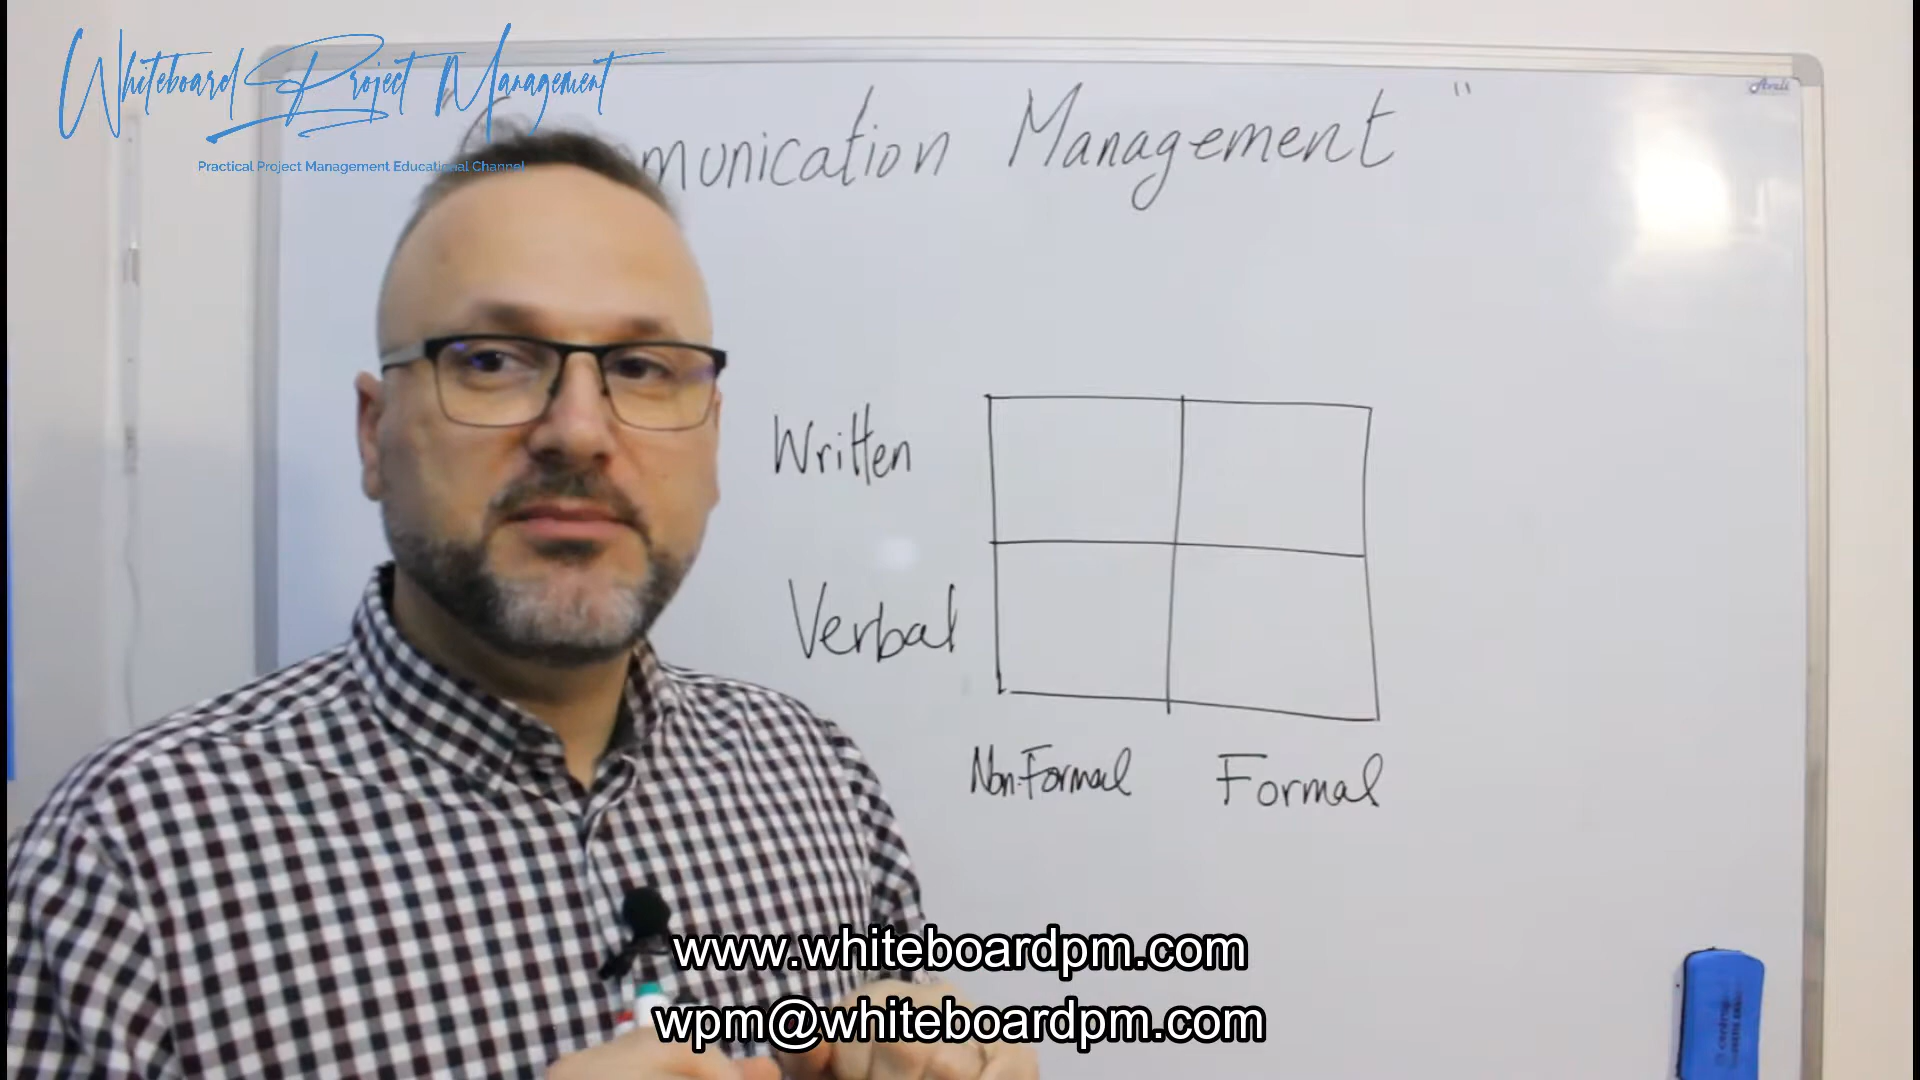 Whiteboard Project Management
Practical Project Management Educational Channel
munication Management "
Written
Verbal
Non-Formal Formal
www.whiteboardpm.com
wpm@whiteboardpm.com